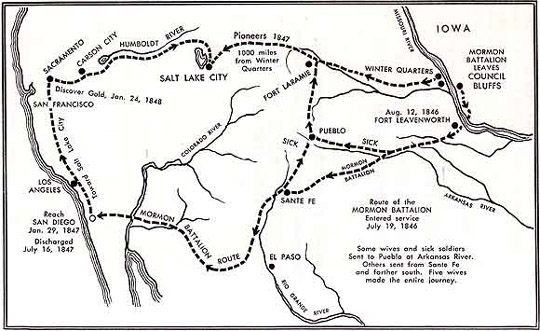 MISSOURI RIVER
IOWA
SACRAMENTO
CARSON CITY
HUMBOLDT RIVER
Pioneers 1847
1000 miles
from Winter
Quarters
SALT LAKE CITY
FORT LARAMIE
WINTER QUARTERS
MORMON
BATTALION
LEAVES
COUNCIL
BLUFFS
Discover Gold, Jan. 24, 1848
SAN FRANCISCO
Aug. 12, 1846
FORT LEAVENWORTH
Toward Salt Lake City
COLORADO RIVER
SICK
PUEBLO
SICK
MORMON
BATTALION
LOS
ANGELES
SANTE FE
ARKANSAS RIVER
Reach
SAN DIEGO
Jan. 29, 1847
Discharged
July 16, 1847
MORMON BATTALION ROUTE
Route of the
MORMON BATTALION
Entered service
July 19, 1846
EL PASO
RIO GRANDE RIVER
Some wives and sick soldiers
Sent to Pueblo at Arkansas River.
Others sent from Sante Fe
and farther south. Five wives
made the entire journey.